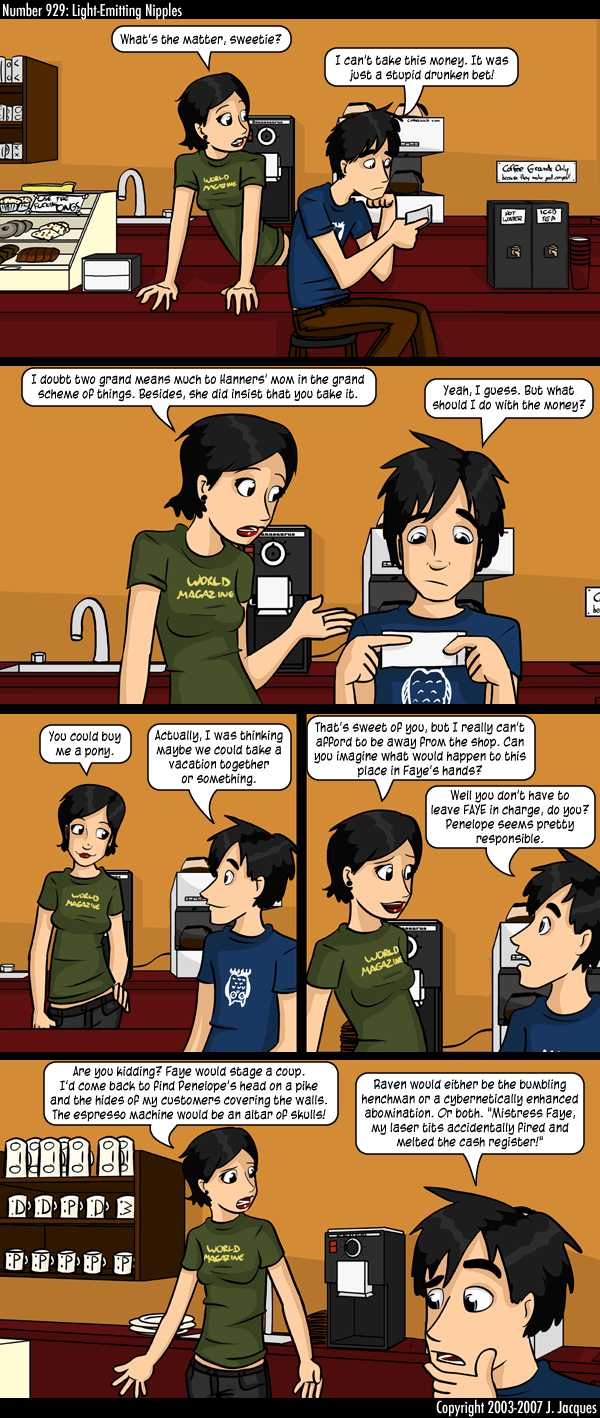 Number 929: Light-Emitting Nipples
What's the matter, sweetie?
I can't take this money. It was
just a stupid drunken bet!
WORLD
MAGAZINE
Coffee Grounds Only
HOT
WATER
ICED
TEA
I doubt two grand means much to Hanners' mom in the grand
scheme of things. Besides, she did insist that you take it.
Yeah, I guess. But what
should I do with the money?
WORLD
MAGAZINE
You could buy
me a pony.
Actually, I was thinking
maybe we could take a
vacation together
or something.
WORLD
MAGAZINE
That's sweet of you, but I really can't
afford to be away from the shop. Can
you imagine what would happen to this
place in Faye's hands?
Well you don't have to
leave FAYE in charge, do you?
Penelope seems pretty
responsible.
WORLD
MAGAZINE
Are you kidding? Faye would stage a coup.
I'd come back to find Penelope's head on a pike
and the hides of my customers covering the walls.
The espresso machine would be an altar of skulls!
Raven would either be the bumbling
henchman or a cybernetically enhanced
abomination. Or both. "Mistress Faye,
my laser tits accidentally fired and
melted the cash register!"
WORLD
MAGAZINE
Copyright 2003-2007 J. Jacques